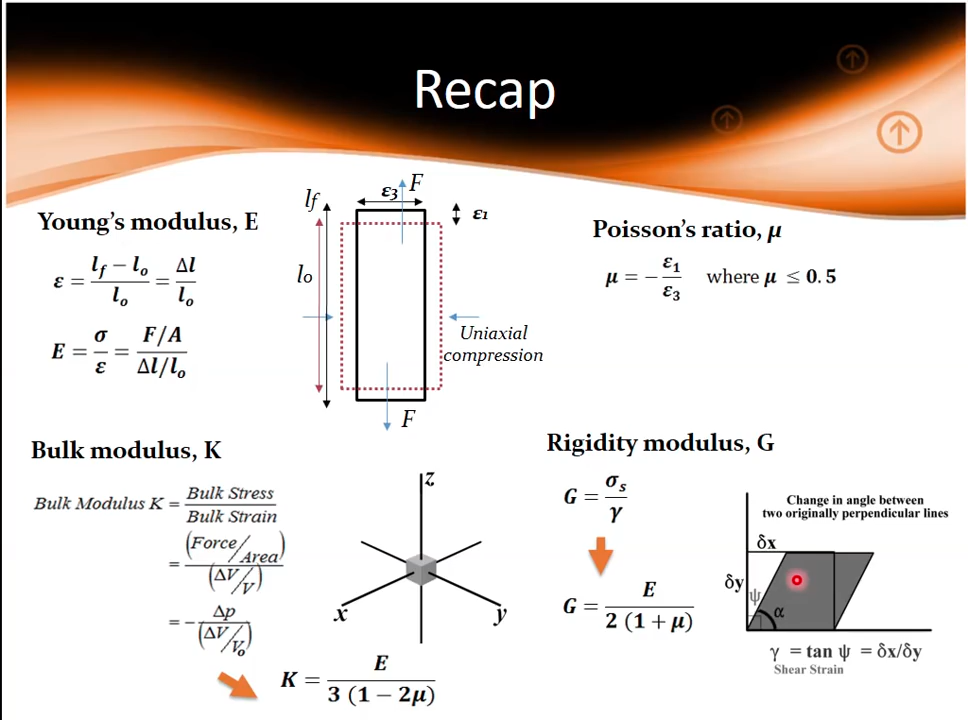 Recap
Young's modulus, E
ε = (l_f − l_o)/l_o = Δl/l_o
E = σ/ε = (F/A)/(Δl/l_o)
lf
ε3
F
ε1
lo
Uniaxial
compression
F
Poisson's ratio, μ
μ = − ε₁/ε₃ where μ ≤ 0.5
Bulk modulus, K
Bulk Modulus K = Bulk Stress/Bulk Strain
= (Force/Area)/(ΔV/V)
= − Δp/(ΔV/V_o)
K = E/(3 (1 − 2μ))
z
x
y
Rigidity modulus, G
G = σ_s/γ
G = E/(2 (1 + μ))
Change in angle between
two originally perpendicular lines
δx
δy
ψ
α
γ = tan ψ = δx/δy
Shear Strain